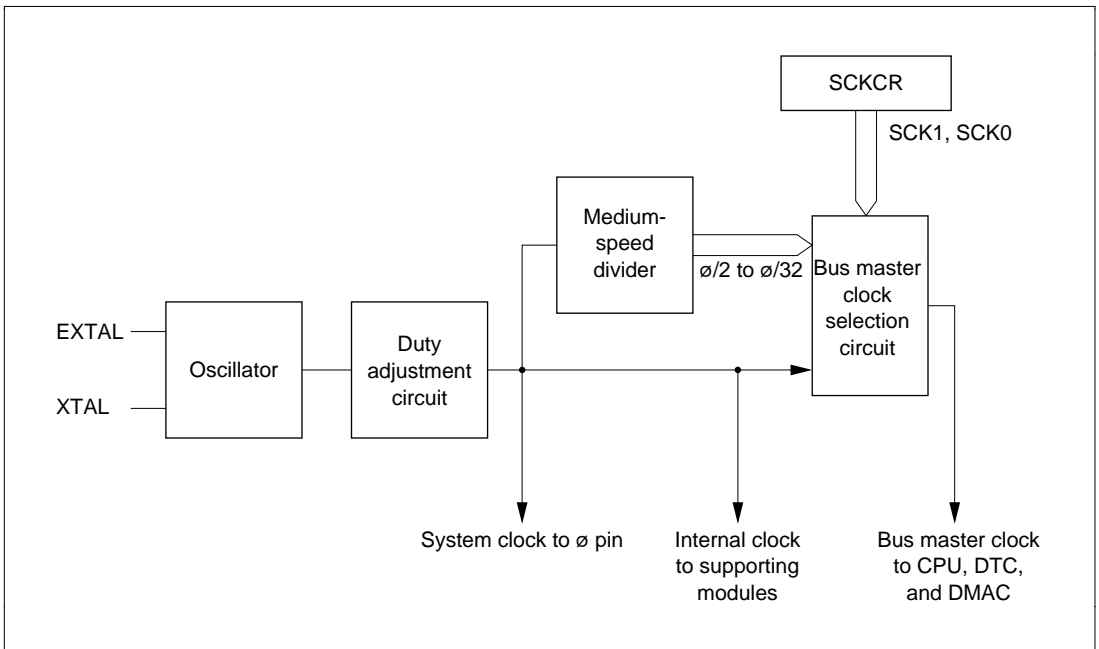 SCKCR
SCK1, SCK0
Medium-
speed
divider
ø/2 to ø/32
Bus master
clock
selection
circuit
EXTAL
XTAL
Oscillator
Duty
adjustment
circuit
System clock to ø pin
Internal clock
to supporting
modules
Bus master clock
to CPU, DTC,
and DMAC